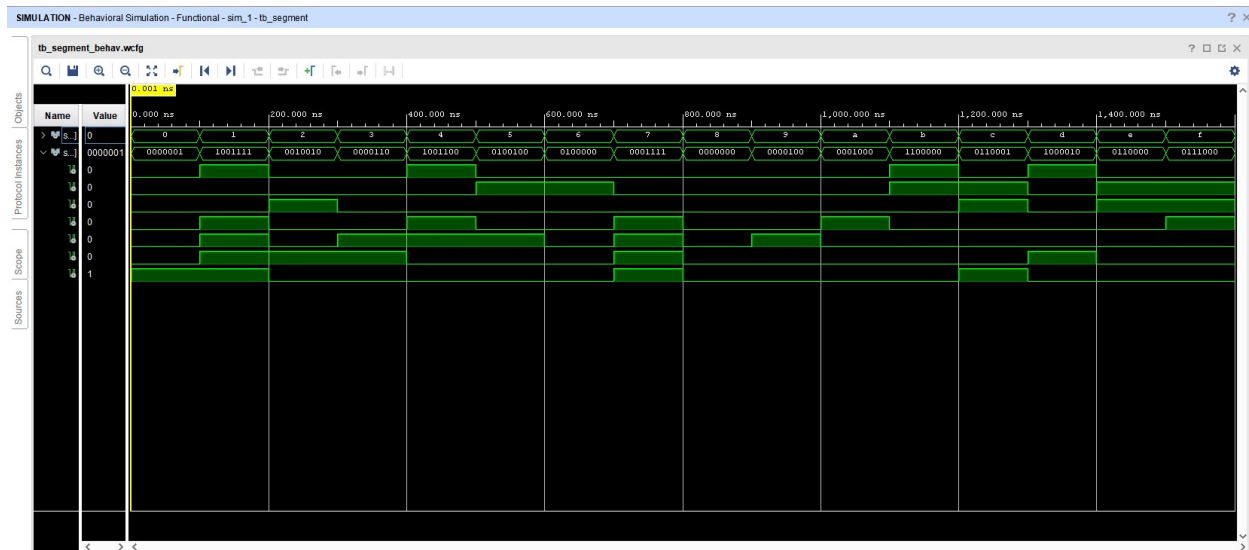 SIMULATION - Behavioral Simulation - Functional - sim_1 - tb_segment
tb_segment_behav.wcfg
0.001 ns
Name Value 0.000 ns 200.000 ns 400.000 ns 600.000 ns 800.000 ns 1,000.000 ns 1,200.000 ns 1,400.000 ns
s...] 0 0 1 2 3 4 5 6 7 8 9 a b c d e f
s...] 0000001 0000001 1001111 0010010 0000110 1001100 0100100 0100000 0001111 0000000 0000100 0001000 1100000 0110001 1000010 0110000 0111000
0
0
0
0
0
0
1
Objects
Protocol Instances
Scope
Sources